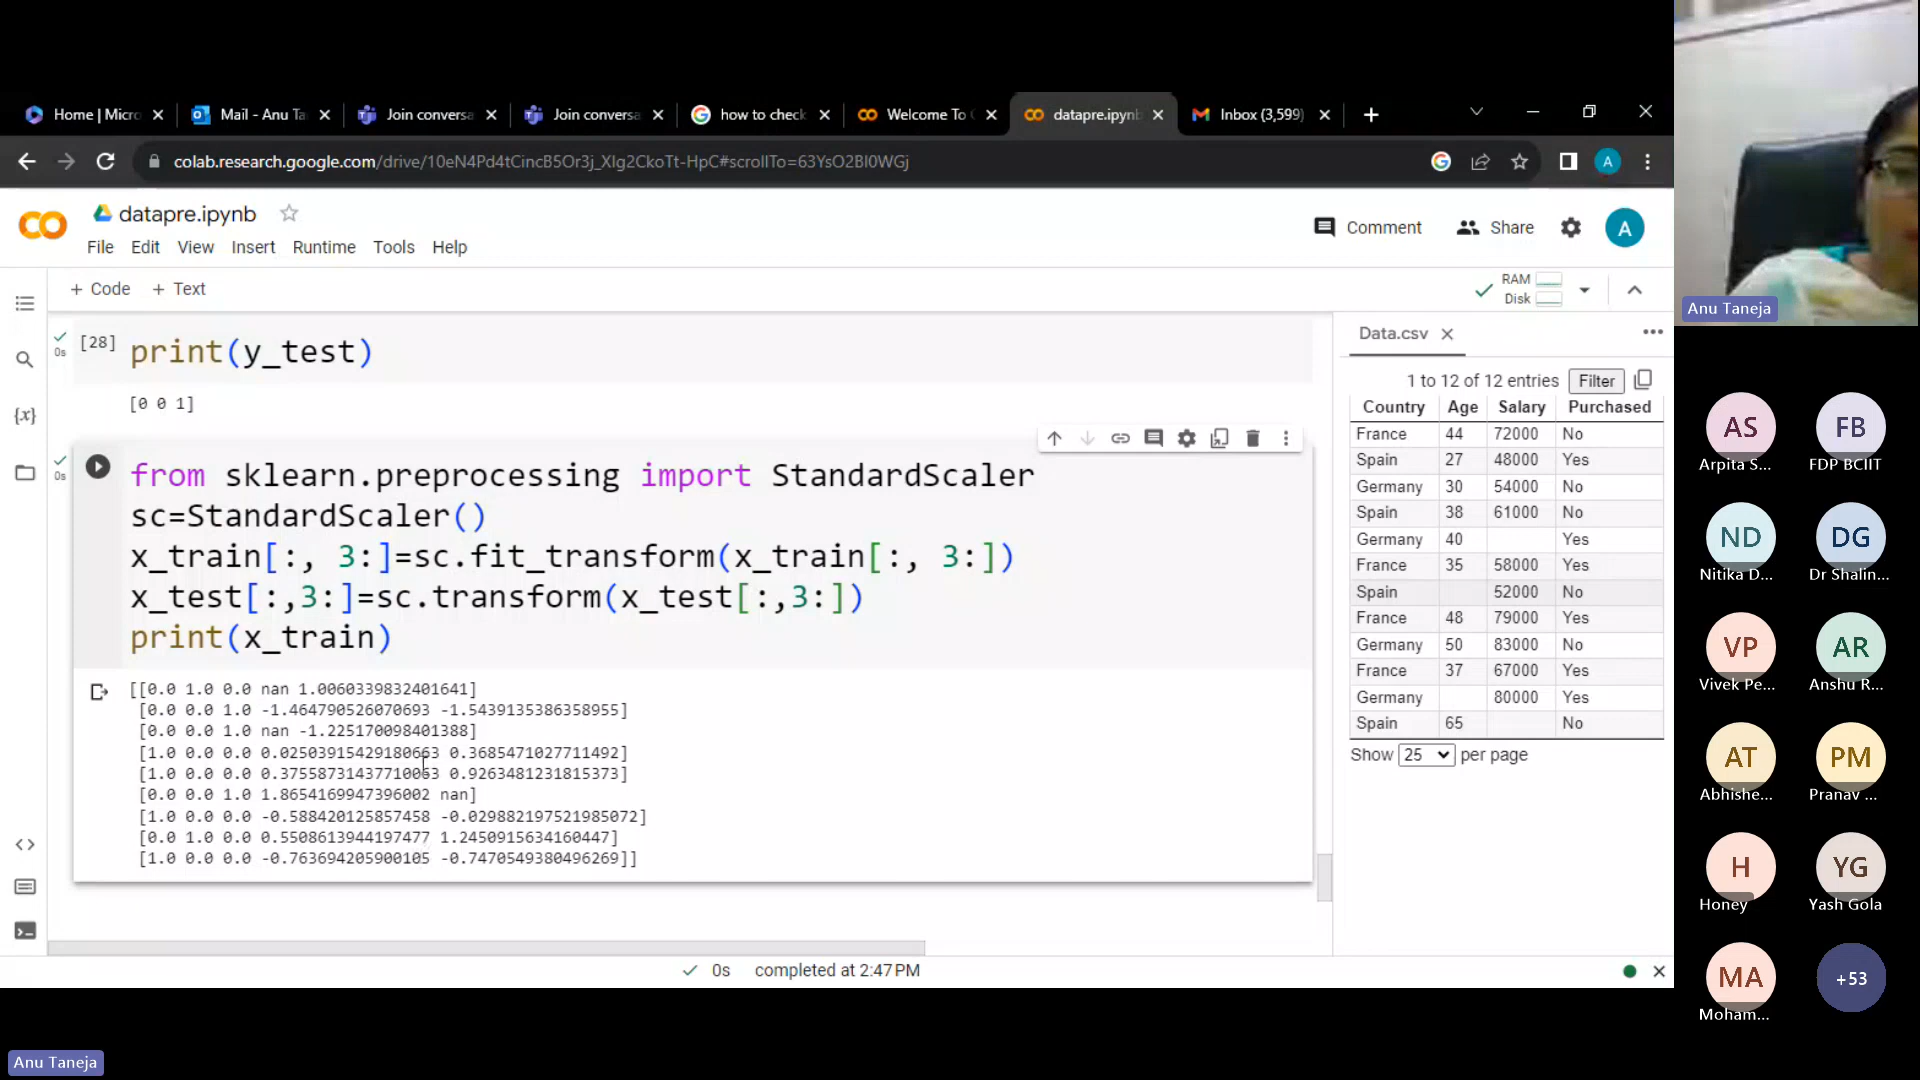 Home | Micro
Mail - Anu Ta
Join conversa
Join conversa
how to check
Welcome To C
datapre.ipynb
Inbox (3,599)
colab.research.google.com/drive/10eN4Pd4tCincB5Or3j_XIg2CkoTt-HpC#scrollTo=63YsO2BI0WGj
A
CO
datapre.ipynb
File Edit View Insert Runtime Tools Help
Comment
Share
A
+ Code + Text
RAM
Disk
[28] print(y_test)
0s
[0 0 1]
0s
from sklearn.preprocessing import StandardScaler
sc=StandardScaler()
x_train[:, 3:]=sc.fit_transform(x_train[:, 3:])
x_test[:,3:]=sc.transform(x_test[:,3:])
print(x_train)
[[0.0 1.0 0.0 nan 1.0060339832401641]
[0.0 0.0 1.0 -1.464790526070693 -1.5439135386358955]
[0.0 0.0 1.0 nan -1.225170098401388]
[1.0 0.0 0.0 0.02503915429180663 0.3685471027711492]
[1.0 0.0 0.0 0.37558731437710063 0.9263481231815373]
[0.0 0.0 1.0 1.8654169947396002 nan]
[1.0 0.0 0.0 -0.588420125857458 -0.029882197521985072]
[0.0 1.0 0.0 0.5508613944197477 1.2450915634160447]
[1.0 0.0 0.0 -0.763694205900105 -0.7470549380496269]]
{x}
Data.csv
1 to 12 of 12 entries Filter
Country Age Salary Purchased
France 44 72000 No
Spain 27 48000 Yes
Germany 30 54000 No
Spain 38 61000 No
Germany 40 Yes
France 35 58000 Yes
Spain 52000 No
France 48 79000 Yes
Germany 50 83000 No
France 37 67000 Yes
Germany 80000 Yes
Spain 65 No
Show 25 per page
0s completed at 2:47 PM
Anu Taneja
AS FB
Arpita S... FDP BCIIT
ND DG
Nitika D... Dr Shalin...
VP AR
Vivek Pe... Anshu R...
AT PM
Abhishe... Pranav ...
H YG
Honey Yash Gola
MA +53
Moham...
Anu Taneja